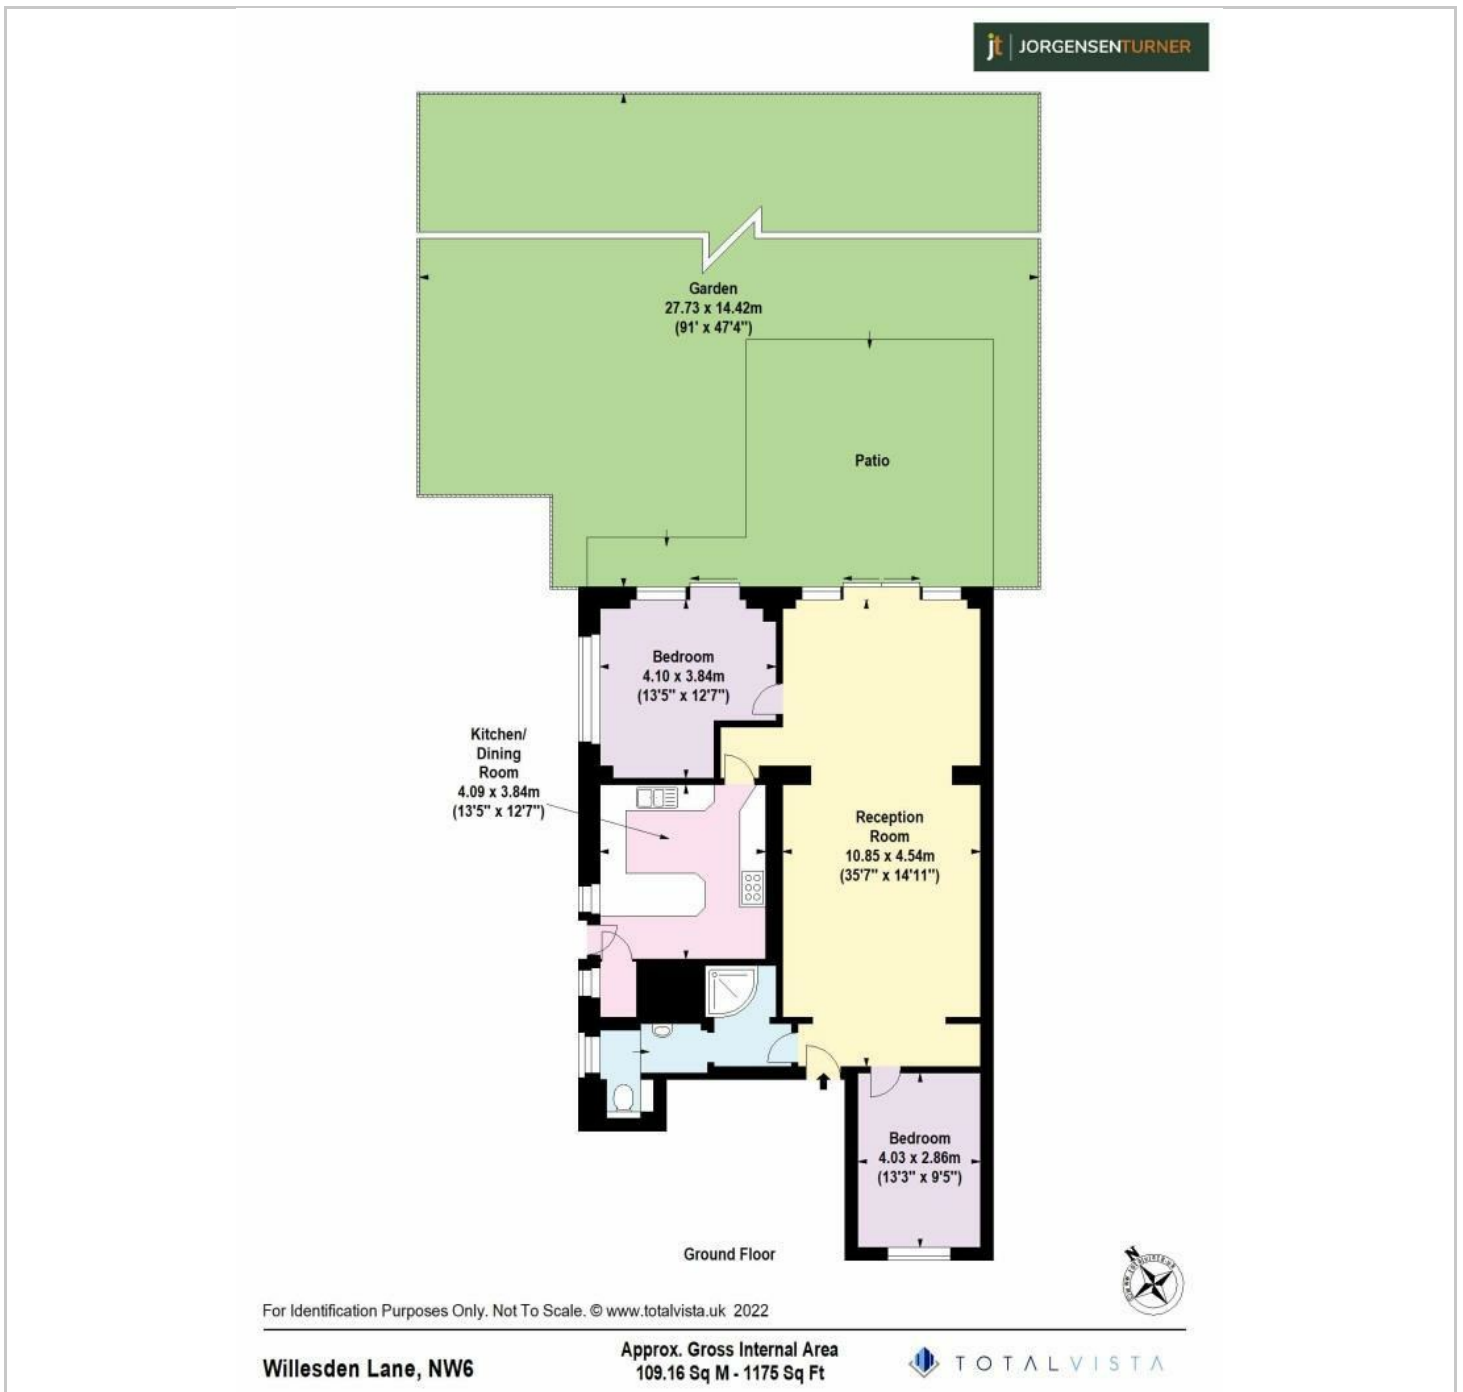 jt | JORGENSENTURNER
Garden
27.73 x 14.42m
(91' x 47'4")
Patio
Bedroom
4.10 x 3.84m
(13'5" x 12'7")
Kitchen/
Dining
Room
4.09 x 3.84m
(13'5" x 12'7")
Reception
Room
10.85 x 4.54m
(35'7" x 14'11")
Bedroom
4.03 x 2.86m
(13'3" x 9'5")
Ground Floor
N
www.totalvista.uk
For Identification Purposes Only. Not To Scale. © www.totalvista.uk 2022
Willesden Lane, NW6
Approx. Gross Internal Area
109.16 Sq M - 1175 Sq Ft
TOTALVISTA